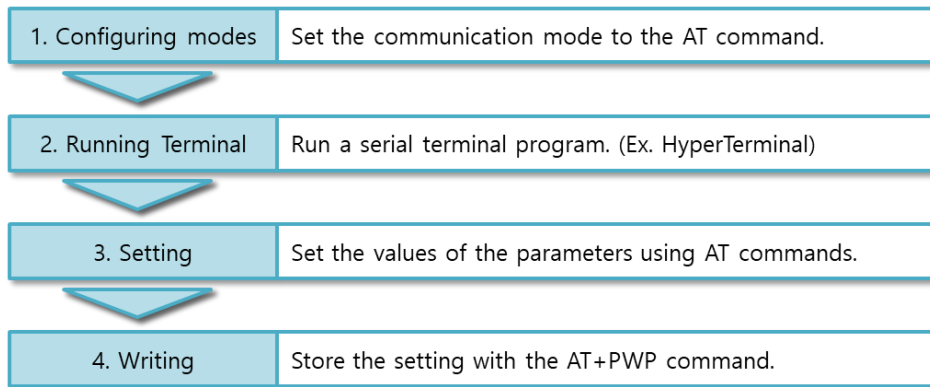 1. Configuring modes Set the communication mode to the AT command.
2. Running Terminal Run a serial terminal program. (Ex. HyperTerminal)
3. Setting Set the values of the parameters using AT commands.
4. Writing Store the setting with the AT+PWP command.